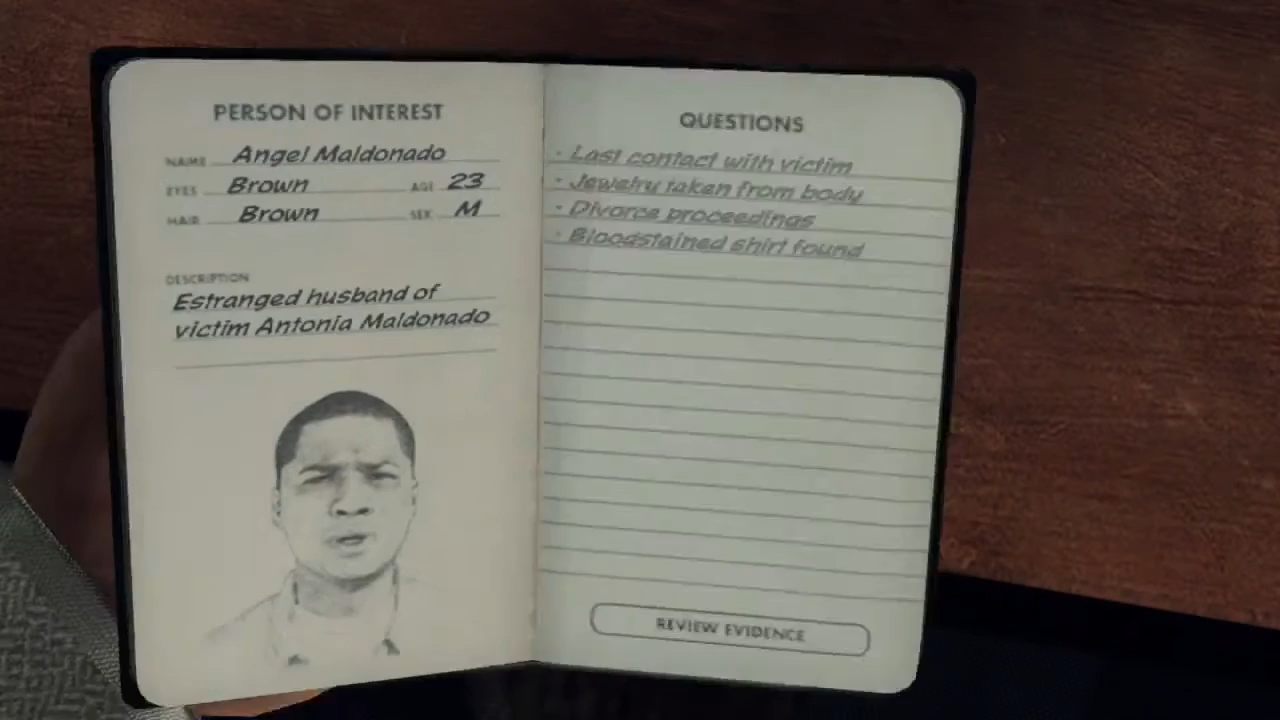 PERSON OF INTEREST
NAME Angel Maldonado
EYES Brown AGE 23
HAIR Brown SEX M
DESCRIPTION
Estranged husband of
victim Antonia Maldonado
QUESTIONS
- Last contact with victim
- Jewelry taken from body
- Divorce proceedings
- Bloodstained shirt found
REVIEW EVIDENCE